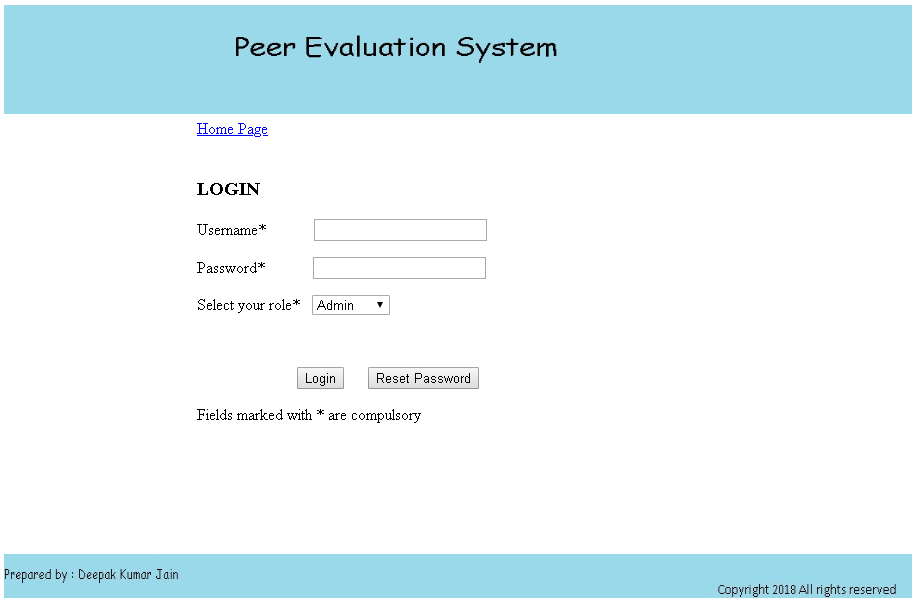 Peer Evaluation System
Home Page
LOGIN
Username*
Password*
Select your role* Admin
Login Reset Password
Fields marked with * are compulsory
Prepared by : Deepak Kumar Jain
Copyright 2018 All rights reserved